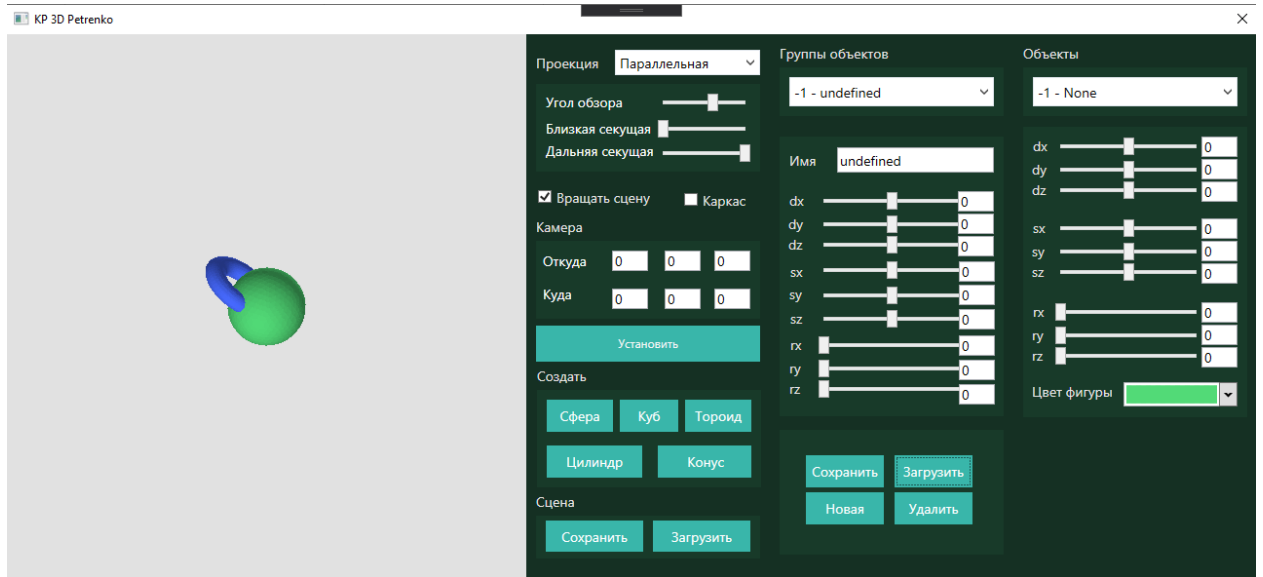 KP 3D Petrenko
Проекция Параллельная
Угол обзора
Близкая секущая
Дальняя секущая
Вращать сцену Каркас
Камера
Откуда 0 0 0
Куда 0 0 0
Установить
Создать
Сфера Куб Тороид
Цилиндр Конус
Сцена
Сохранить Загрузить
Группы объектов
-1 - undefined
Имя undefined
dx 0
dy 0
dz 0
sx 0
sy 0
sz 0
rx 0
ry 0
rz 0
Сохранить Загрузить
Новая Удалить
Объекты
-1 - None
dx 0
dy 0
dz 0
sx 0
sy 0
sz 0
rx 0
ry 0
rz 0
Цвет фигуры